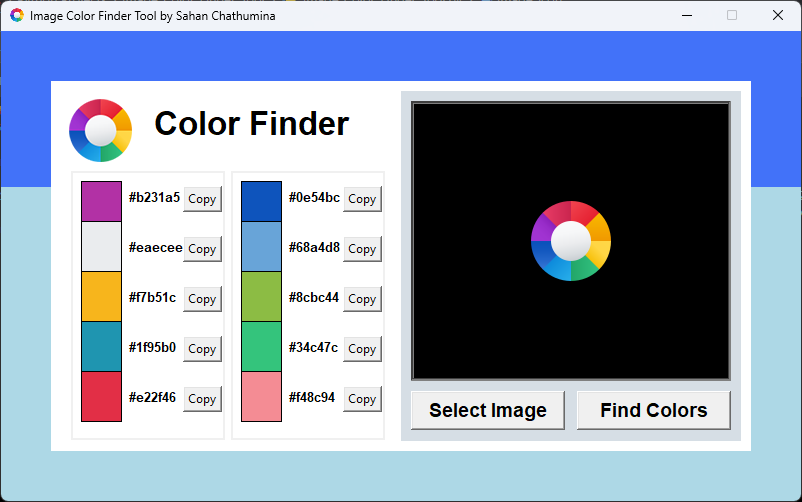 Image Color Finder Tool by Sahan Chathumina
Color Finder
#b231a5 Copy
#eaecee Copy
#f7b51c Copy
#1f95b0 Copy
#e22f46 Copy
#0e54bc Copy
#68a4d8 Copy
#8cbc44 Copy
#34c47c Copy
#f48c94 Copy
Select Image
Find Colors